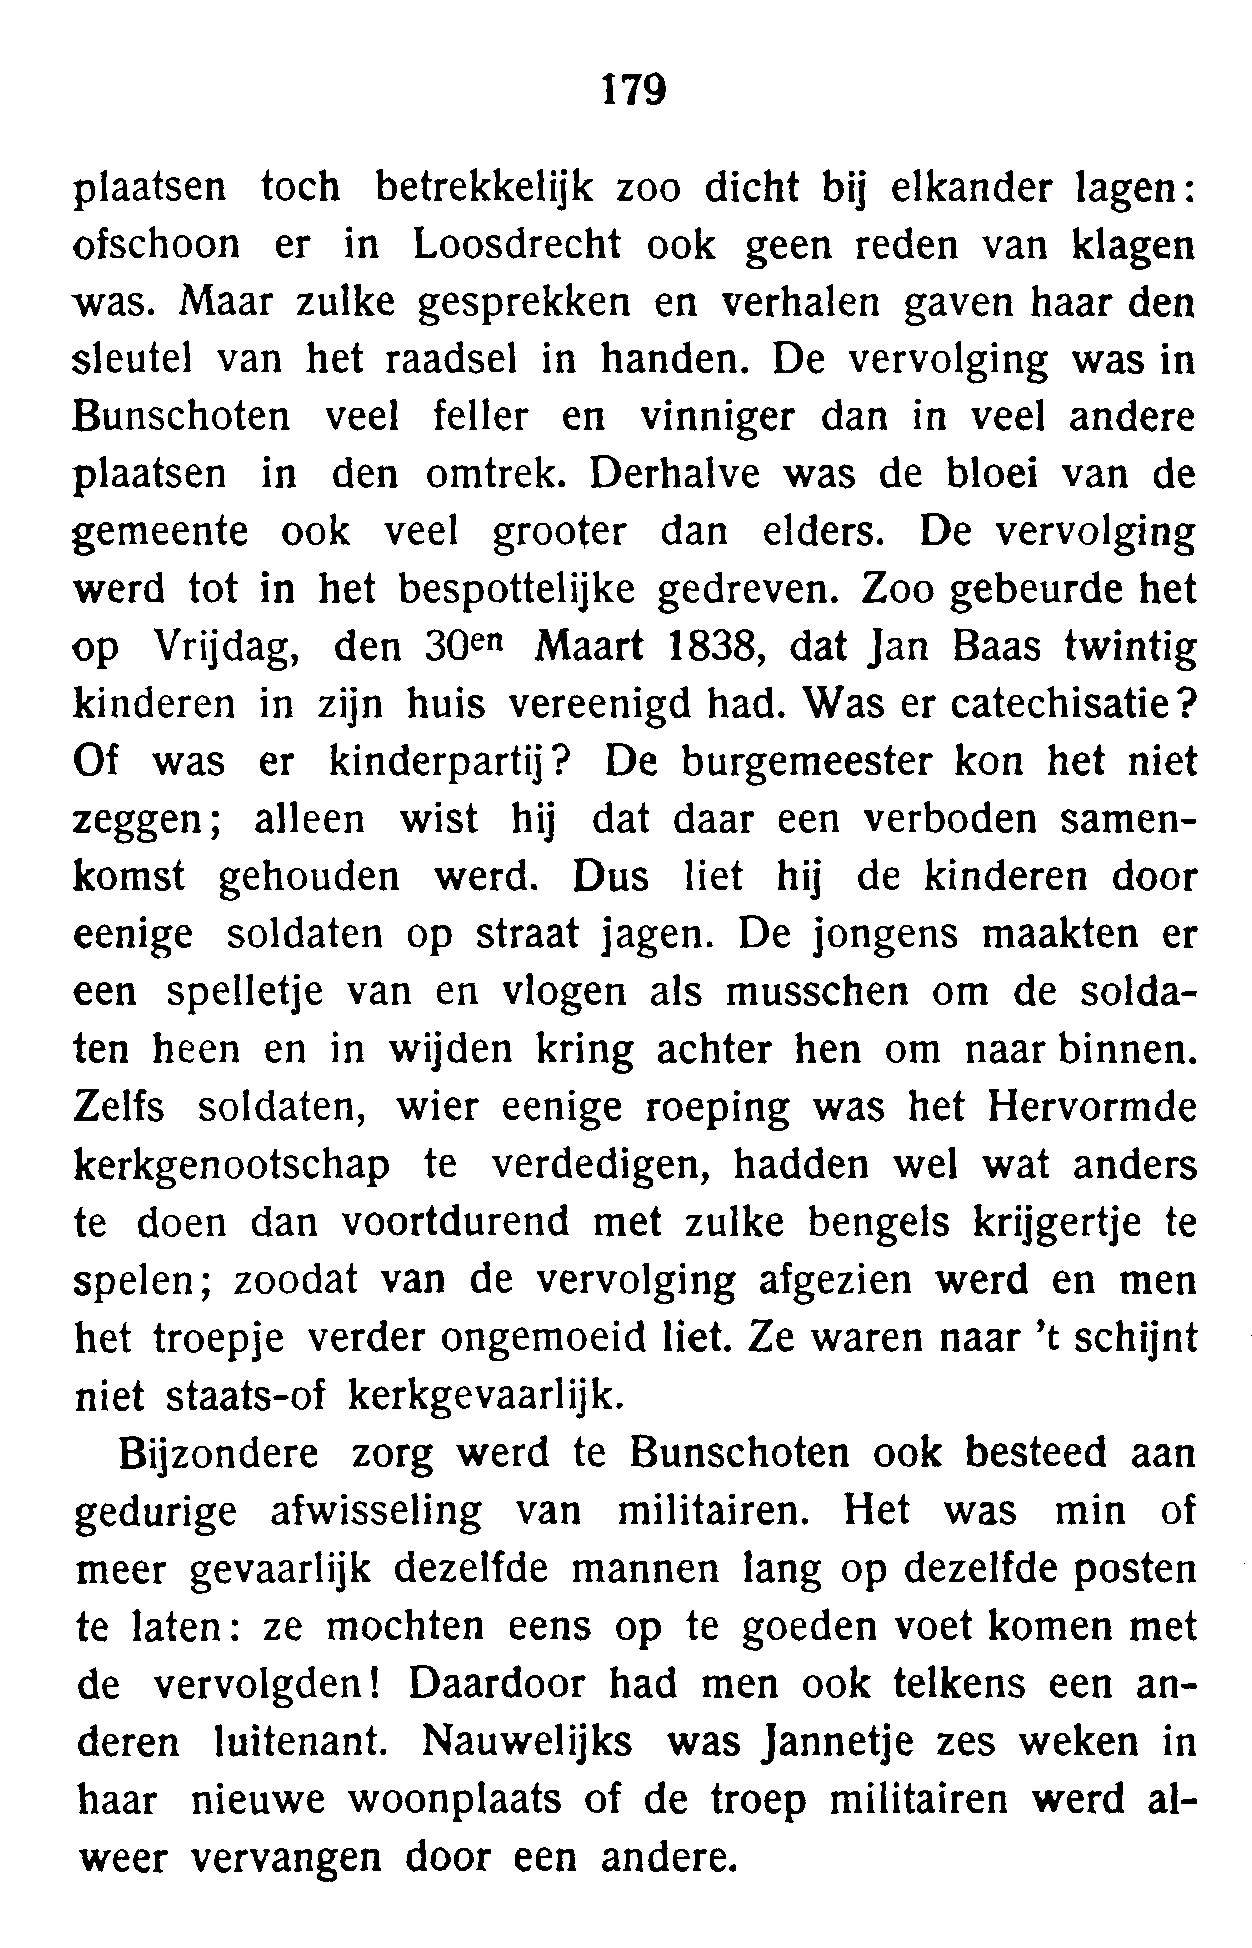 179
plaatsen toch betrekkelijk zoo dicht bij elkander lagen:
ofschoon er in Loosdrecht ook geen reden van klagen
was. Maar zulke gesprekken en verhalen gaven haar den
sleutel van het raadsel in handen. De vervolging was in
Bunschoten veel feller en vinniger dan in veel andere
plaatsen in den omtrek. Derhalve was de bloei van de
gemeente ook veel grooter dan elders. De vervolging
werd tot in het bespottelijke gedreven. Zoo gebeurde het
op Vrijdag, den 30en Maart 1838, dat Jan Baas twintig
kinderen in zijn huis vereenigd had. Was er catechisatie?
Of was er kinderpartij? De burgemeester kon het niet
zeggen; alleen wist hij dat daar een verboden samen-
komst gehouden werd. Dus liet hij de kinderen door
eenige soldaten op straat jagen. De jongens maakten er
een spelletje van en vlogen als musschen om de solda-
ten heen en in wijden kring achter hen om naar binnen.
Zelfs soldaten, wier eenige roeping was het Hervormde
kerkgenootschap te verdedigen, hadden wel wat anders
te doen dan voortdurend met zulke bengels krijgertje te
spelen; zoodat van de vervolging afgezien werd en men
het troepje verder ongemoeid liet. Ze waren naar 't schijnt
niet staats-of kerkgevaarlijk.
Bijzondere zorg werd te Bunschoten ook besteed aan
gedurige afwisseling van militairen. Het was min of
meer gevaarlijk dezelfde mannen lang op dezelfde posten
te laten: ze mochten eens op te goeden voet komen met
de vervolgden! Daardoor had men ook telkens een an-
deren luitenant. Nauwelijks was Jannetje zes weken in
haar nieuwe woonplaats of de troep militairen werd al-
weer vervangen door een andere.